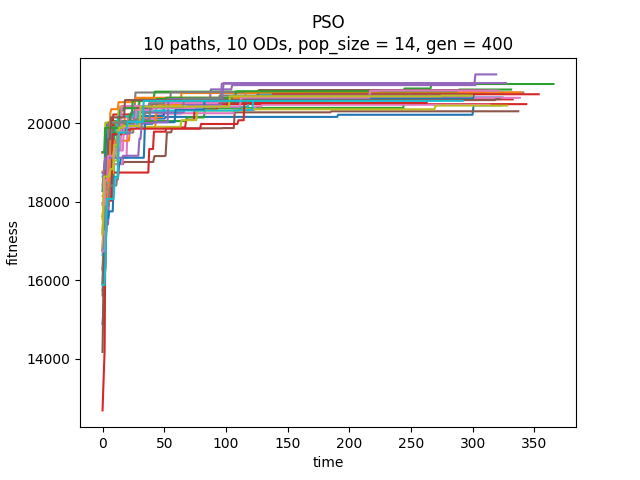 PSO
10 paths, 10 ODs, pop_size = 14, gen = 400
fitness
20000
18000
16000
14000
0 50 100 150 200 250 300 350
time